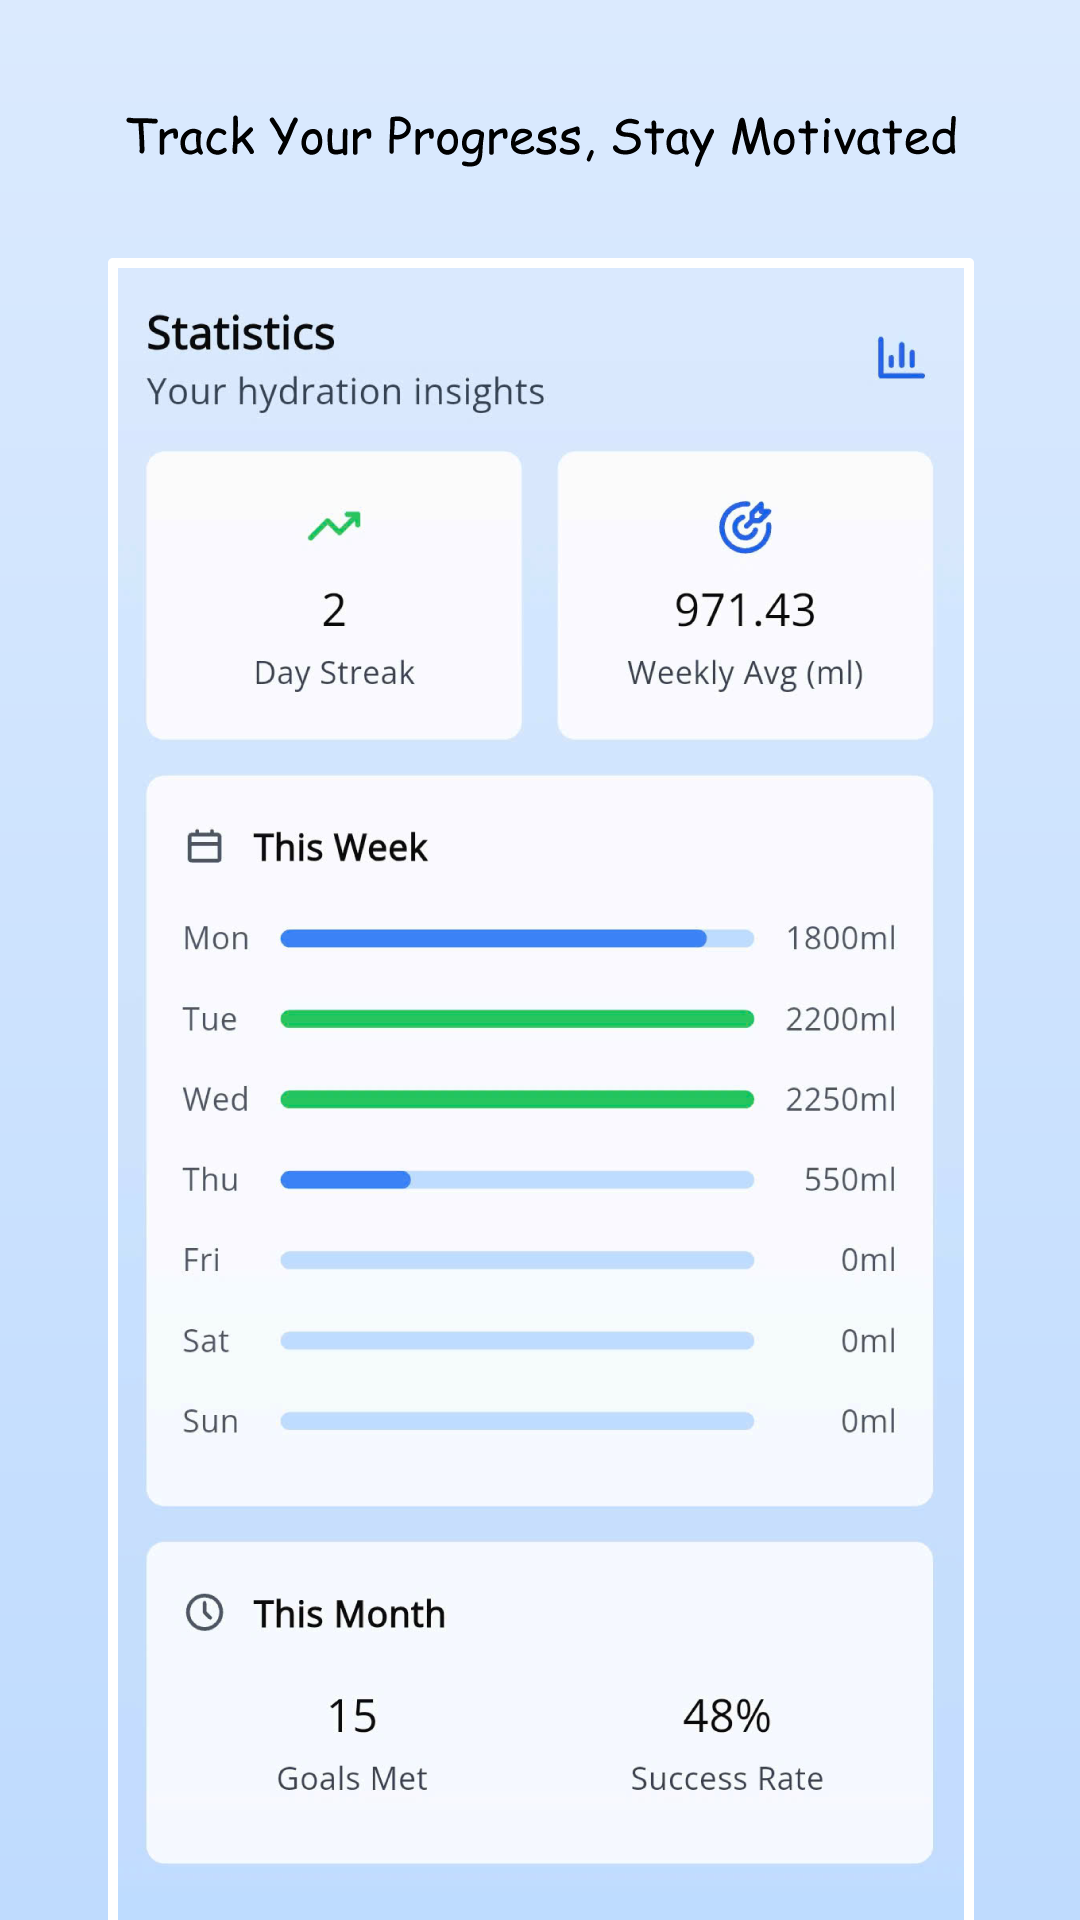 Track Your Progress, Stay Motivated
Statistics
Your hydration insights
2
Day Streak
971.43
Weekly Avg (ml)
This Week
Mon 1800ml
Tue 2200ml
Wed 2250ml
Thu 550ml
Fri 0ml
Sat 0ml
Sun 0ml
This Month
15
Goals Met
48%
Success Rate